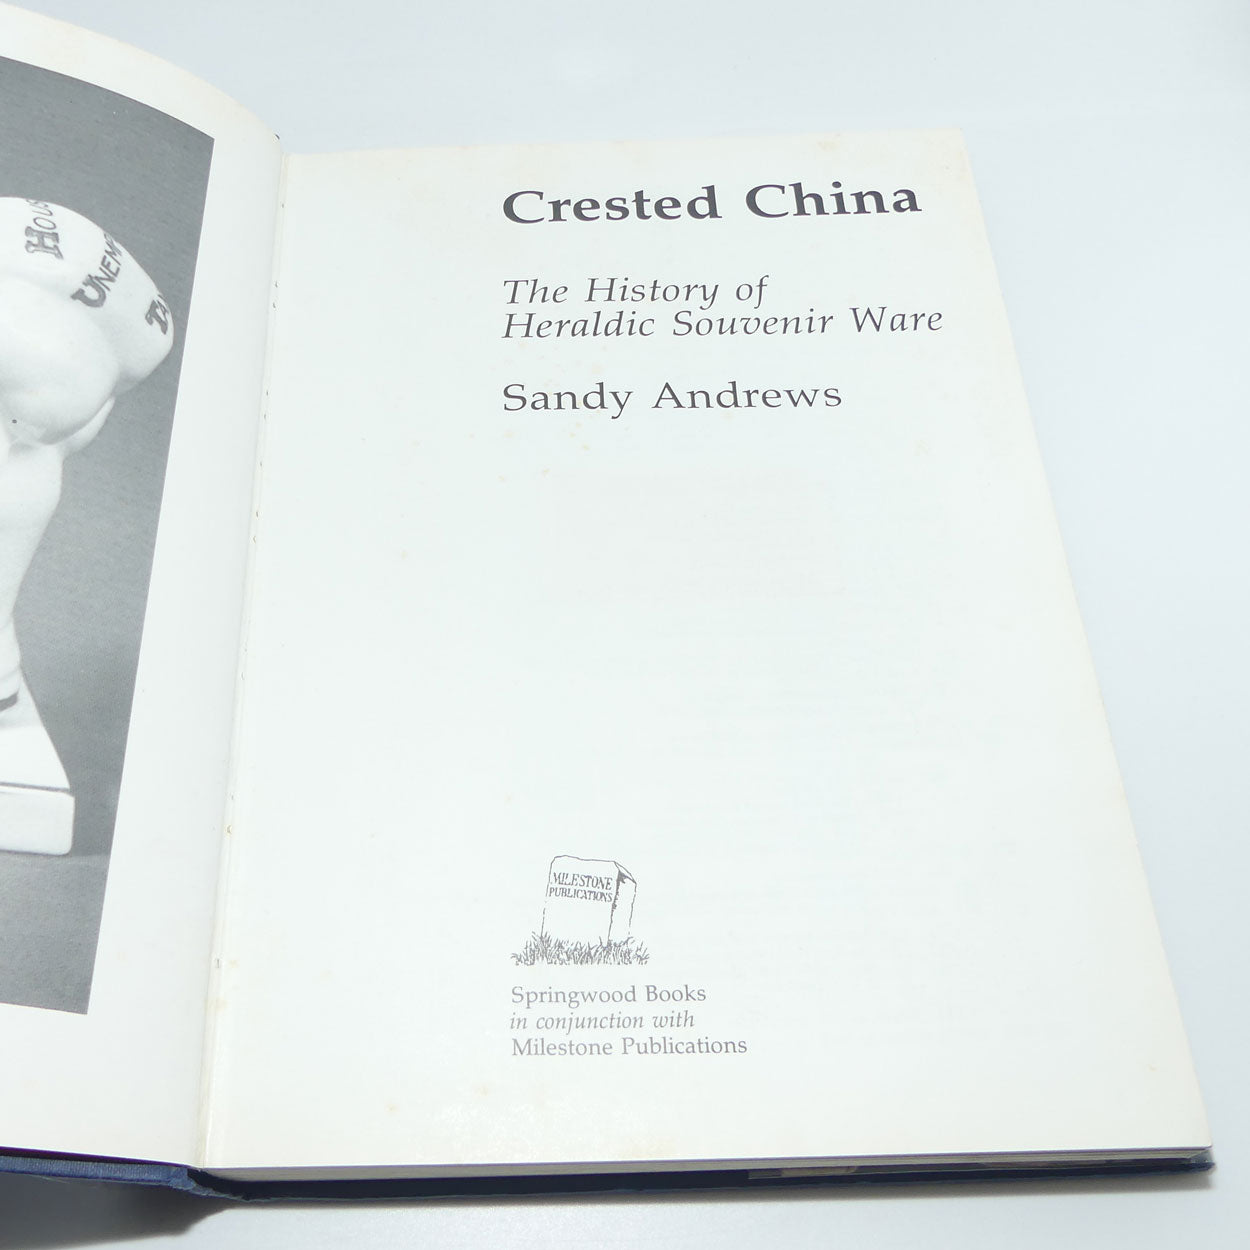 Crested China
The History of
Heraldic Souvenir Ware
Sandy Andrews
MILESTONE
PUBLICATIONS
Springwood Books
in conjunction with
Milestone Publications